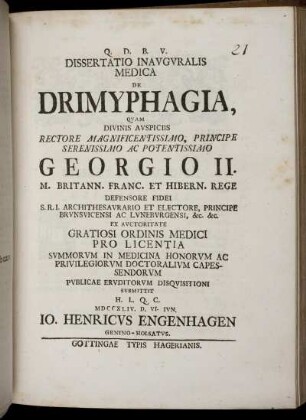 21
Q. D. B. V.
DISSERTATIO INAVGVRALIS
MEDICA
DE
DRIMYPHAGIA,
QVAM
DIVINIS AVSPICIIS
RECTORE MAGNIFICENTISSIMO, PRINCIPE
SERENISSIMO AC POTENTISSIMO
GEORGIO II.
M. BRITANN. FRANC. ET HIBERN. REGE
DEFENSORE FIDEI
S. R. I. ARCHITHESAVRARIO ET ELECTORE, PRINCIPE
BRVNSVICENSI AC LVNEBVRGENSI, &c. &c.
EX AVCTORITATE
GRATIOSI ORDINIS MEDICI
PRO LICENTIA
SVMMORVM IN MEDICINA HONORVM AC
PRIVILEGIORVM DOCTORALIVM CAPES-
SENDORVM
PVBLICAE ERVDITORVM DISQVISITIONI
SVBMITTIT
H. L. Q. C.
MDCCXLIV. D. VI. IVN.
IO. HENRICVS ENGENHAGEN
GOTTINGAE TYPIS HAGERIANIS.